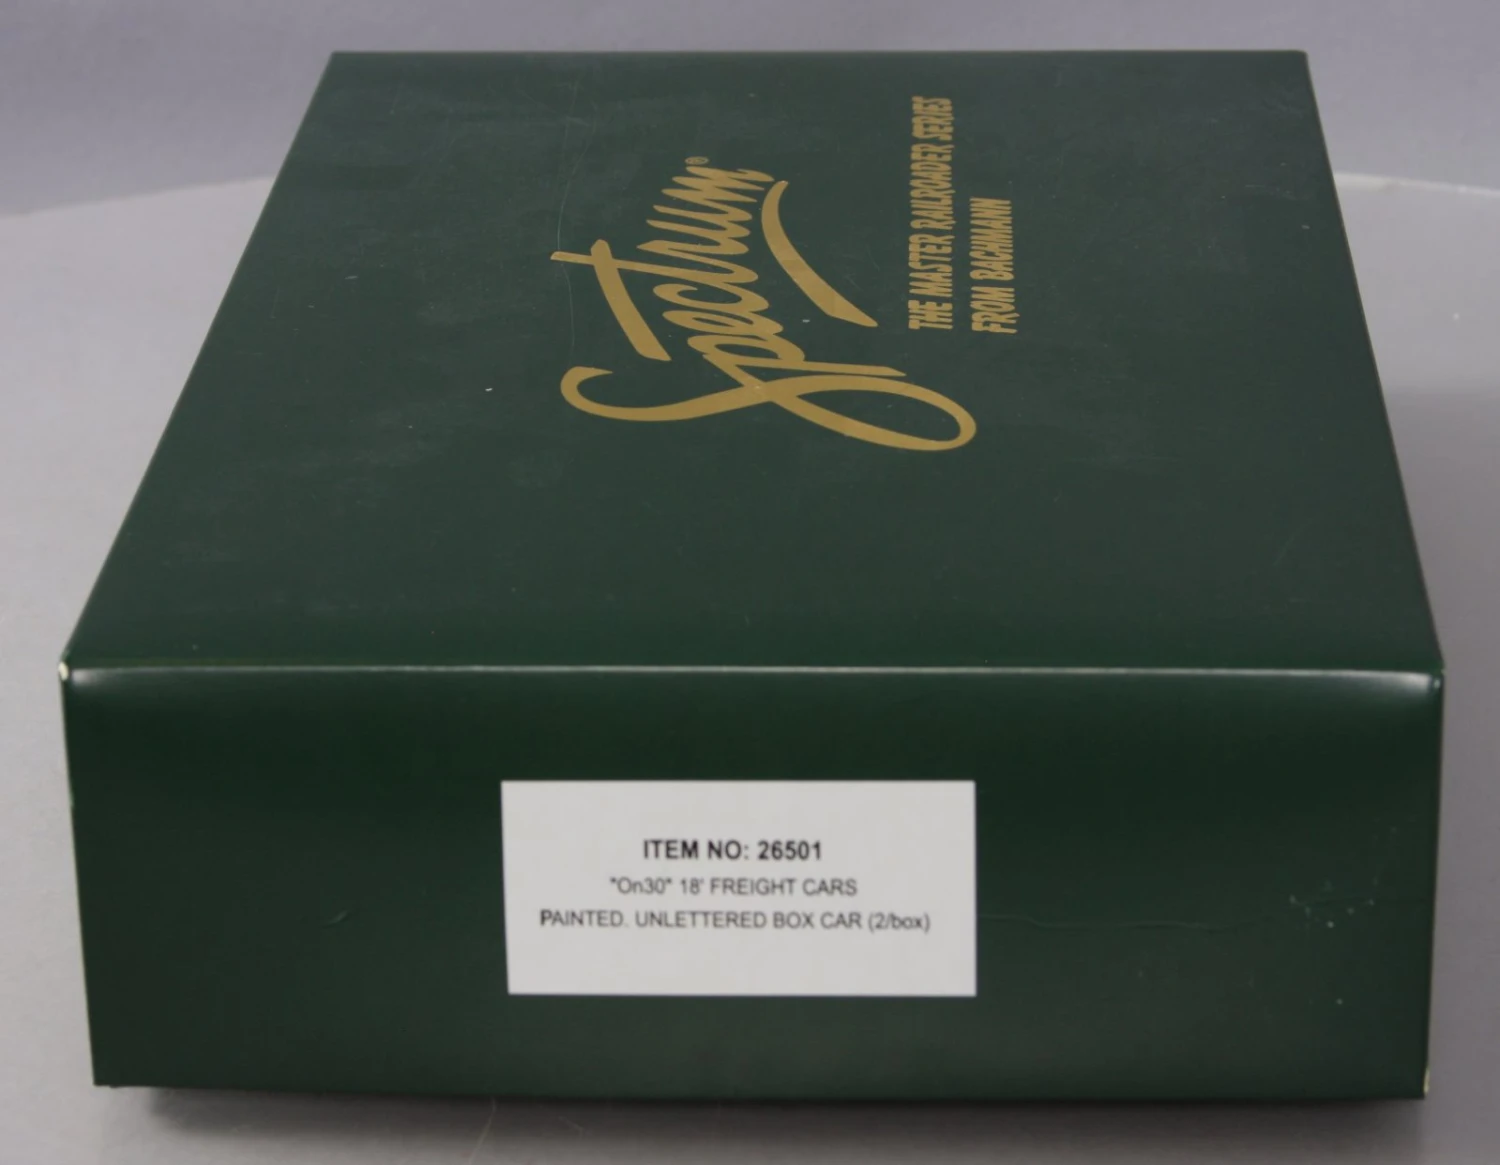 Spectrum®
THE MASTER RAILROADER SERIES
FROM BACHMANN
ITEM NO: 26501
"On30" 18' FREIGHT CARS
PAINTED. UNLETTERED BOX CAR (2/box)